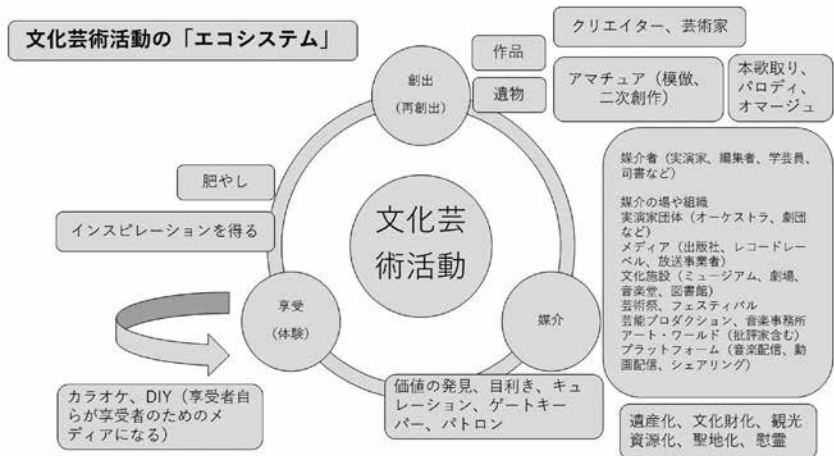 文化芸術活動の「エコシステム」
クリエイター、芸術家
作品
遺物
アマチュア（模倣、
二次創作）
本歌取り、
パロディ、
オマージュ
創出
（再創出）
肥やし
インスピレーションを得る
文化芸
術活動
媒介者（実演家、編集者、学芸員、
司書など）
媒介の場や組織
実演家団体（オーケストラ、劇団
など）
メディア（出版社、レコードレー
ベル、放送事業者）
文化施設（ミュージアム、劇場、
音楽堂、図書館）
芸術祭、フェスティバル
芸能プロダクション、音楽事務所
アート・ワールド（批評家含む）
プラットフォーム（音楽配信、動
画配信、シェアリング）
享受
（体験）
媒介
カラオケ、DIY（享受者自
らが享受者のためのメ
ディアになる）
価値の発見、目利き、キュ
レーション、ゲートキー
パー、パトロン
遺産化、文化財化、観光
資源化、聖地化、慰霊